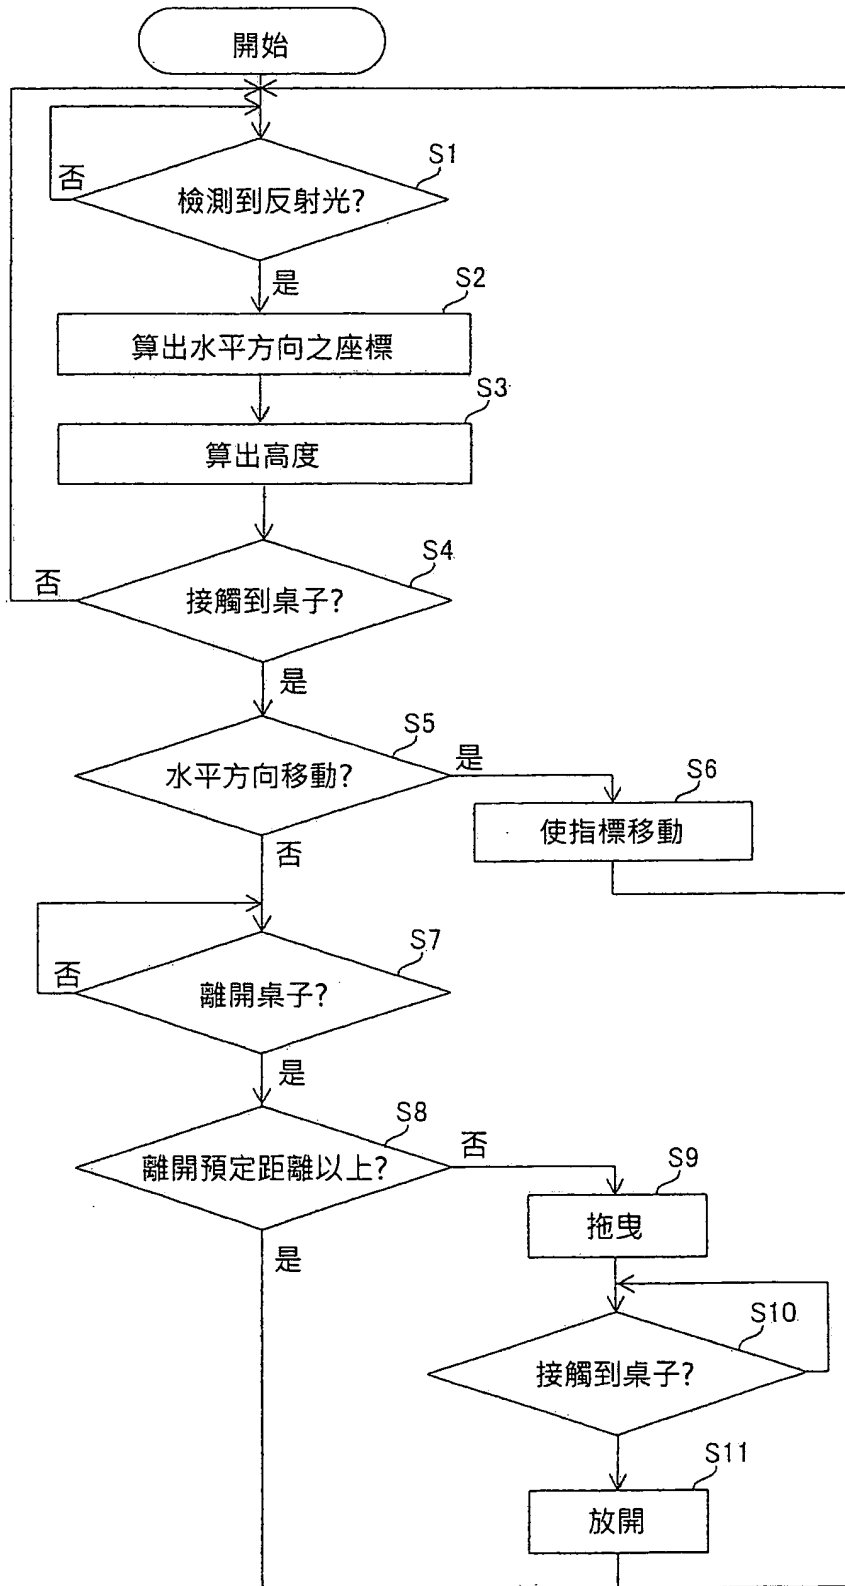 開始
S1
否
檢測到反射光?
是
S2
算出水平方向之座標
S3
算出高度
S4
否
接觸到桌子?
是
S5
水平方向移動?
是
S6
使指標移動
否
S7
否
離開桌子?
是
S8
離開預定距離以上?
否
S9
拖曳
是
S10
接觸到桌子?
S11
放開